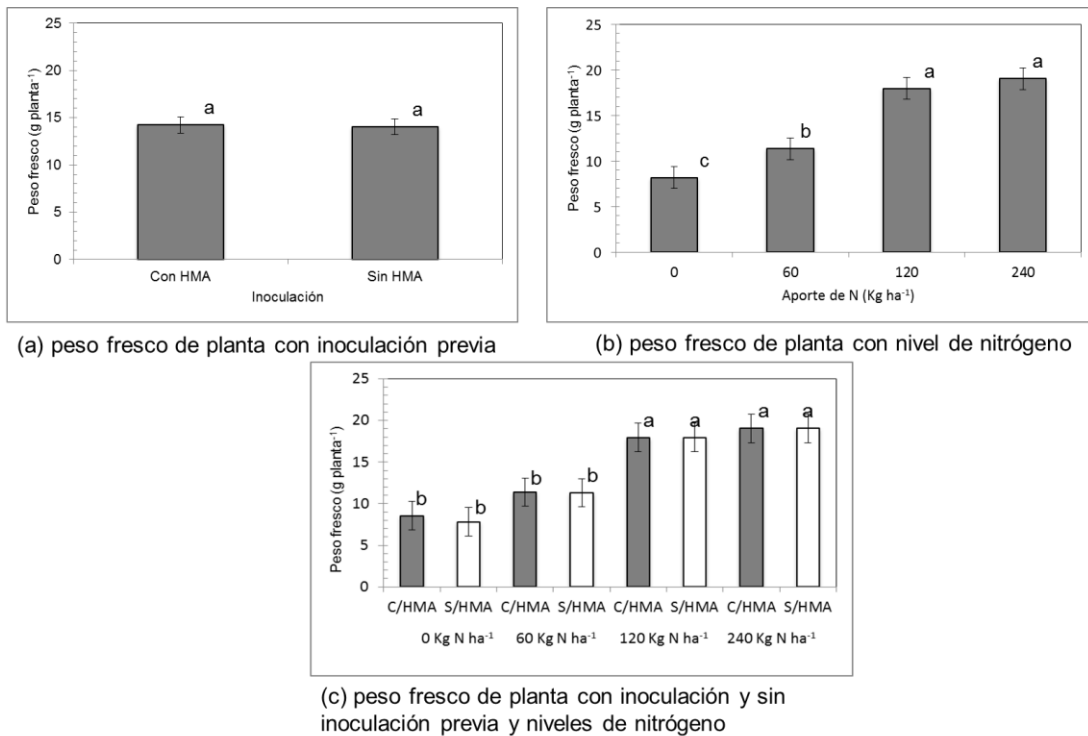 Peso fresco (g planta⁻¹)
25
20
15
10
5
0
a
a
Con HMA
Sin HMA
Inoculación
(a) peso fresco de planta con inoculación previa
Peso fresco (g planta⁻¹)
25
20
15
10
5
0
c
b
a
a
0
60
120
240
Aporte de N (Kg ha⁻¹)
(b) peso fresco de planta con nivel de nitrógeno
Peso fresco (g planta⁻¹)
25
20
15
10
5
0
b
b
b
b
a
a
a
a
C/HMA S/HMA C/HMA S/HMA C/HMA S/HMA C/HMA S/HMA
0 Kg N ha⁻¹ 60 Kg N ha⁻¹ 120 Kg N ha⁻¹ 240 Kg N ha⁻¹
(c) peso fresco de planta con inoculación y sin
inoculación previa y niveles de nitrógeno